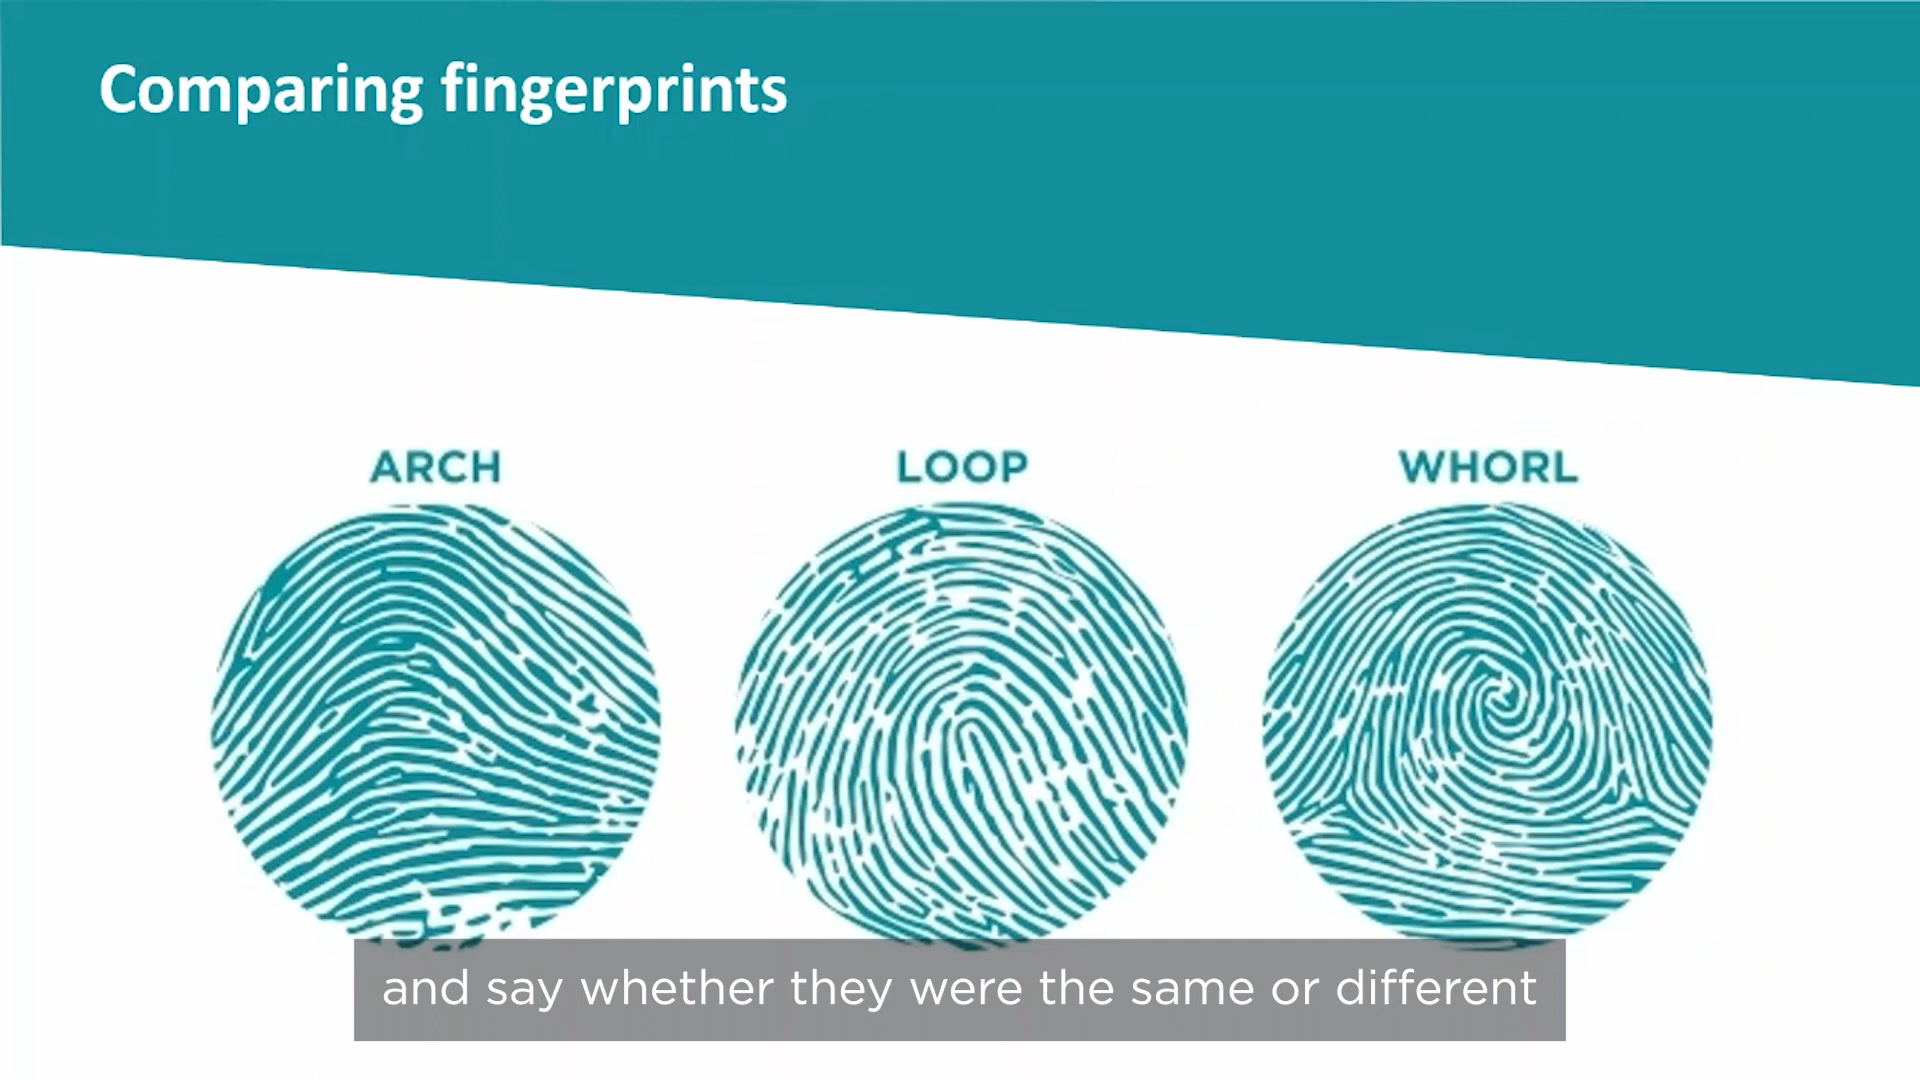 Comparing fingerprints
ARCH
LOOP
WHORL
and say whether they were the same or different